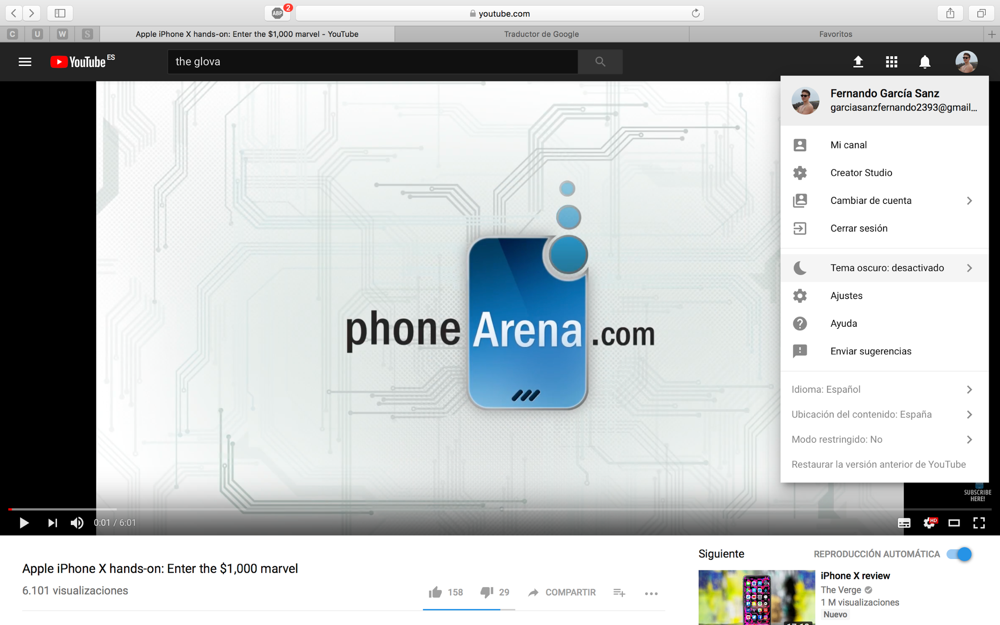 ABP 2
youtube.com
C U W S
Apple iPhone X hands-on: Enter the $1,000 marvel - YouTube
Traductor de Google
Favoritos
YouTube ES
the glova
Fernando García Sanz
garciasanzfernando2393@gmail...
Mi canal
Creator Studio
Cambiar de cuenta
Cerrar sesión
Tema oscuro: desactivado
Ajustes
Ayuda
Enviar sugerencias
Idioma: Español
Ubicación del contenido: España
Modo restringido: No
Restaurar la versión anterior de YouTube
phoneArena.com
SUBSCRIBE
HERE!
0:01 / 6:01
HD
Apple iPhone X hands-on: Enter the $1,000 marvel
6.101 visualizaciones
158
29
COMPARTIR
Siguiente
REPRODUCCIÓN AUTOMÁTICA
iPhone X review
The Verge
1 M visualizaciones
Nuevo